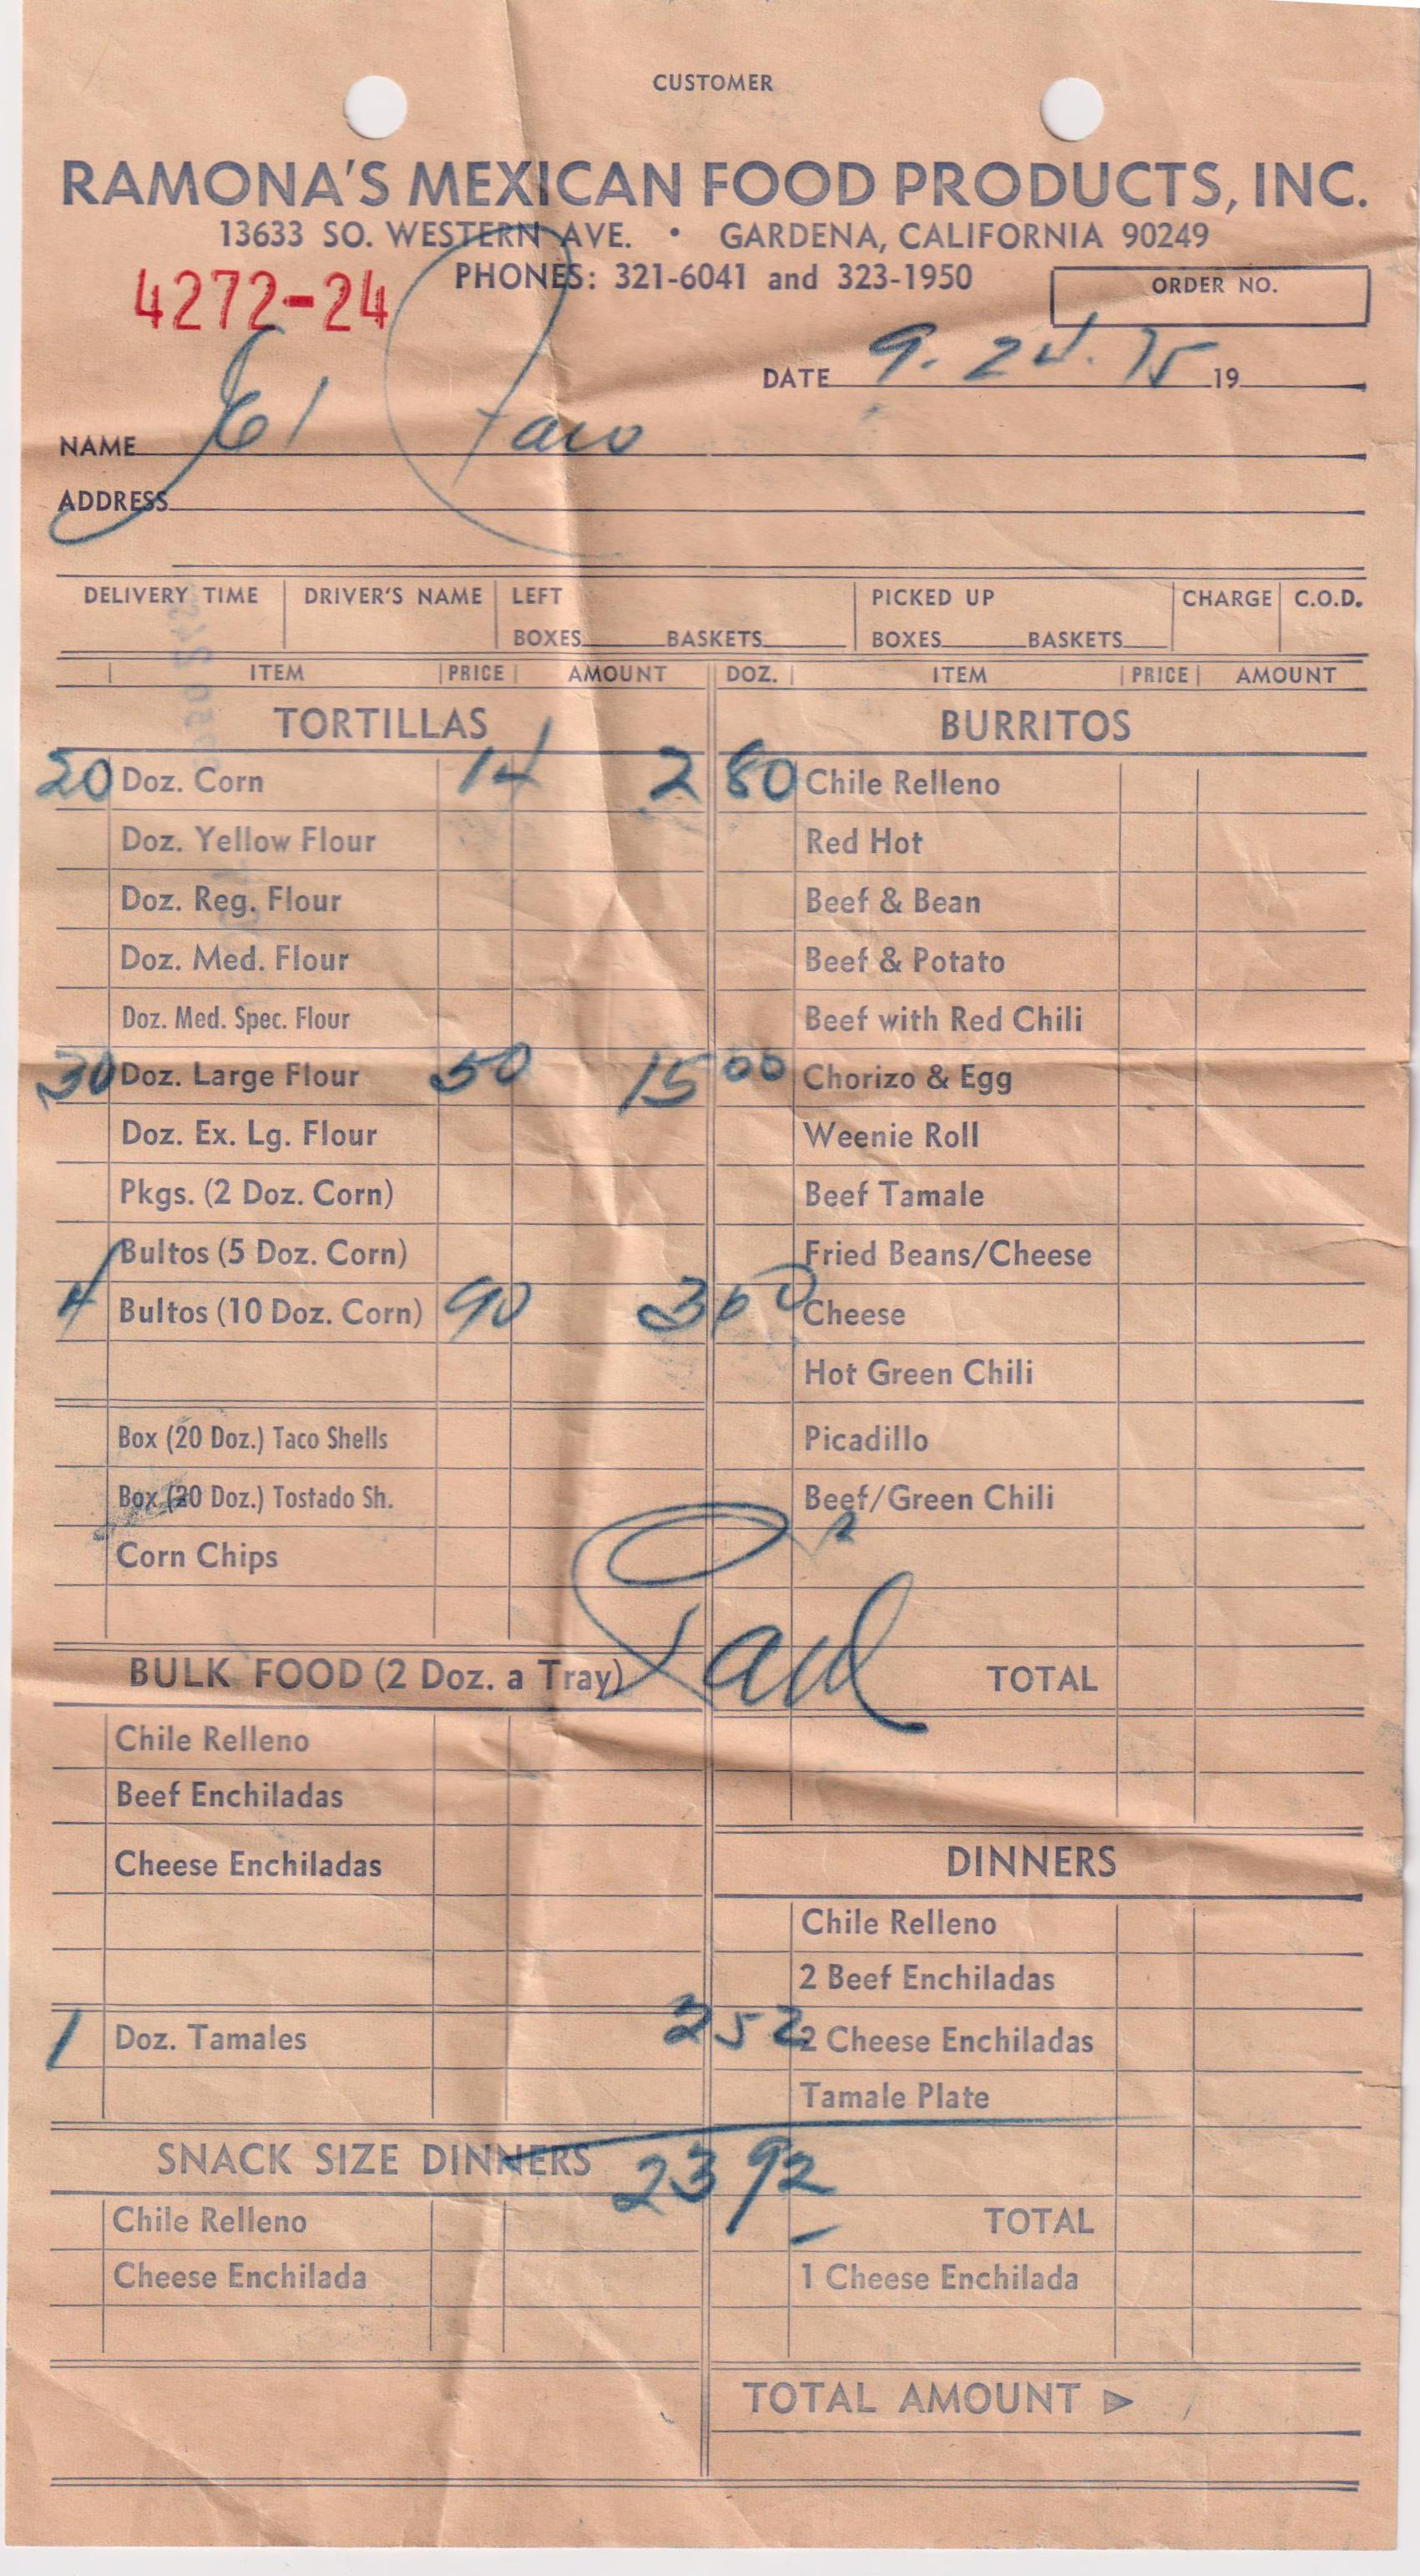 CUSTOMER
RAMONA'S MEXICAN FOOD PRODUCTS, INC.
13633 SO. WESTERN AVE. • GARDENA, CALIFORNIA 90249
PHONES: 321-6041 and 323-1950
4272-24
ORDER NO.
DATE 9.24.75 19
NAME El Taco
ADDRESS
DELIVERY TIME DRIVER'S NAME LEFT PICKED UP CHARGE C.O.D.
BOXES BASKETS BOXES BASKETS
ITEM PRICE AMOUNT DOZ. ITEM PRICE AMOUNT
TORTILLAS BURRITOS
20 Doz. Corn 14 2 80 Chile Relleno
Doz. Yellow Flour Red Hot
Doz. Reg. Flour Beef & Bean
Doz. Med. Flour Beef & Potato
Doz. Med. Spec. Flour Beef with Red Chili
30 Doz. Large Flour 50 15 00 Chorizo & Egg
Doz. Ex. Lg. Flour Weenie Roll
Pkgs. (2 Doz. Corn) Beef Tamale
Bultos (5 Doz. Corn) Fried Beans/Cheese
4 Bultos (10 Doz. Corn) 90 3 60 Cheese
Hot Green Chili
Box (20 Doz.) Taco Shells Picadillo
Box (20 Doz.) Tostado Sh. Beef/Green Chili
Corn Chips
Paid
BULK FOOD (2 Doz. a Tray) TOTAL
Chile Relleno
Beef Enchiladas
Cheese Enchiladas DINNERS
Chile Relleno
2 Beef Enchiladas
1 Doz. Tamales 2 52 2 Cheese Enchiladas
Tamale Plate
SNACK SIZE DINNERS 23 92
Chile Relleno TOTAL
Cheese Enchilada 1 Cheese Enchilada
TOTAL AMOUNT